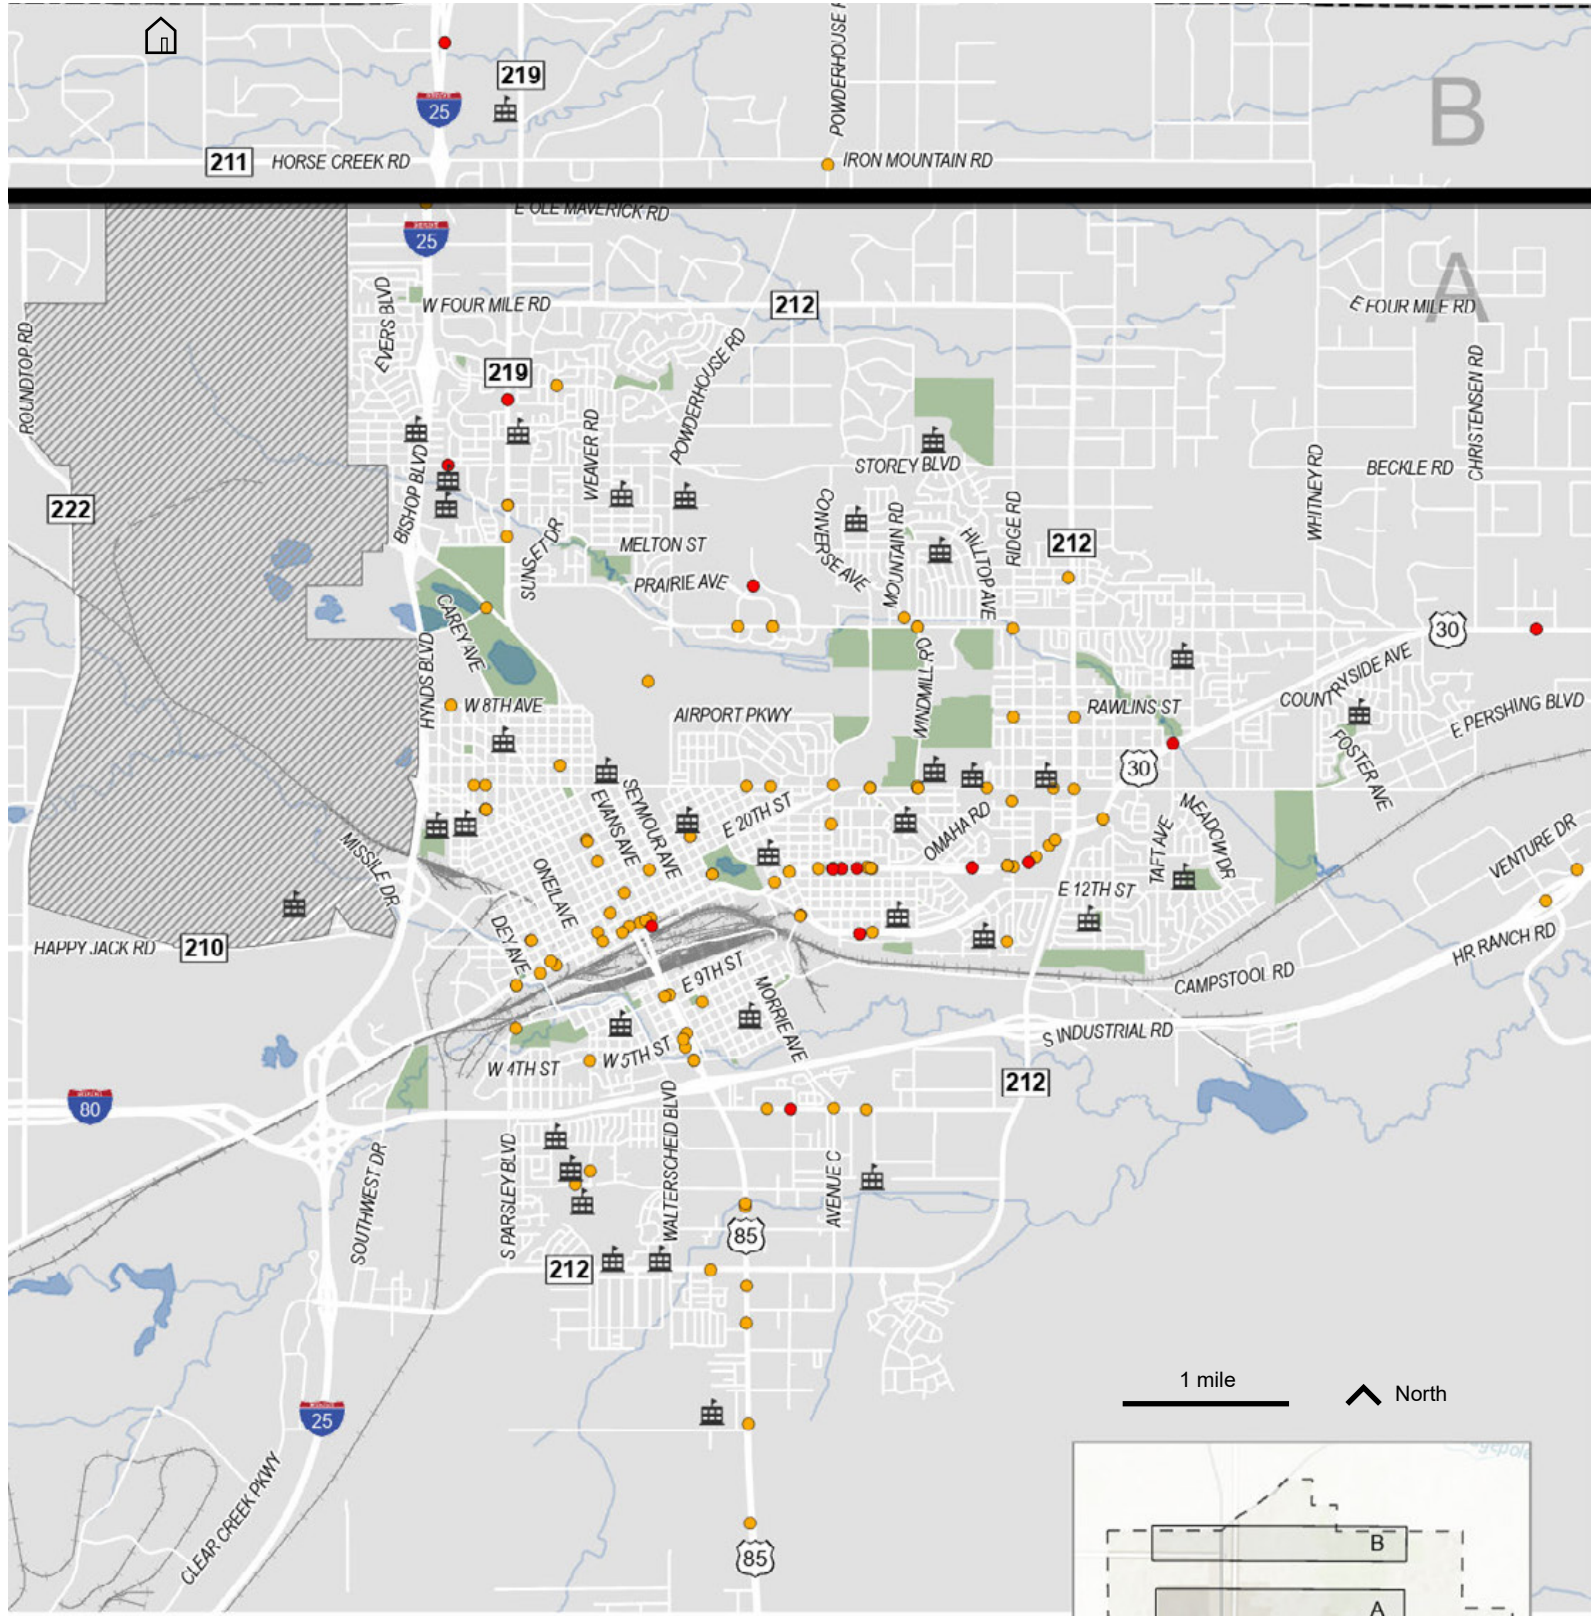 POWDERHOUSE R
219
25
B
211
HORSE CREEK RD
IRON MOUNTAIN RD
E OLE MAVERICK RD
25
A
W FOUR MILE RD
212
E FOUR MILE RD
EVERS BLVD
ROUNDTOP RD
219
POWDERHOUSE RD
CHRISTENSEN RD
WEAVER RD
STOREY BLVD
BECKLE RD
WHITNEY RD
BISHOP BLVD
222
CONVERSE AVE
MOUNTAIN RD
HILLTOP AVE
RIDGE RD
212
SUNSET DR
MELTON ST
PRAIRIE AVE
30
CAREY AVE
HYNDS BLVD
WINDMILL RD
COUNTRYSIDE AVE
W 8TH AVE
AIRPORT PKWY
RAWLINS ST
E PERSHING BLVD
30
FOSTER AVE
SEYMOUR AVE
EVANS AVE
E 20TH ST
OMAHA RD
MEADOW DR
TAFT AVE
VENTURE DR
MISSILE DR
ONEIL AVE
E 12TH ST
DEY AVE
HAPPY JACK RD
210
HR RANCH RD
E 9TH ST
CAMPSTOOL RD
MORRIE AVE
S INDUSTRIAL RD
W 4TH ST
W 5TH ST
212
80
WALTERSCHEID BLVD
S PARSLEY BLVD
SOUTHWEST DR
AVENUE C
85
212
1 mile
North
25
CLEAR CREEK PKWY
85
B
A